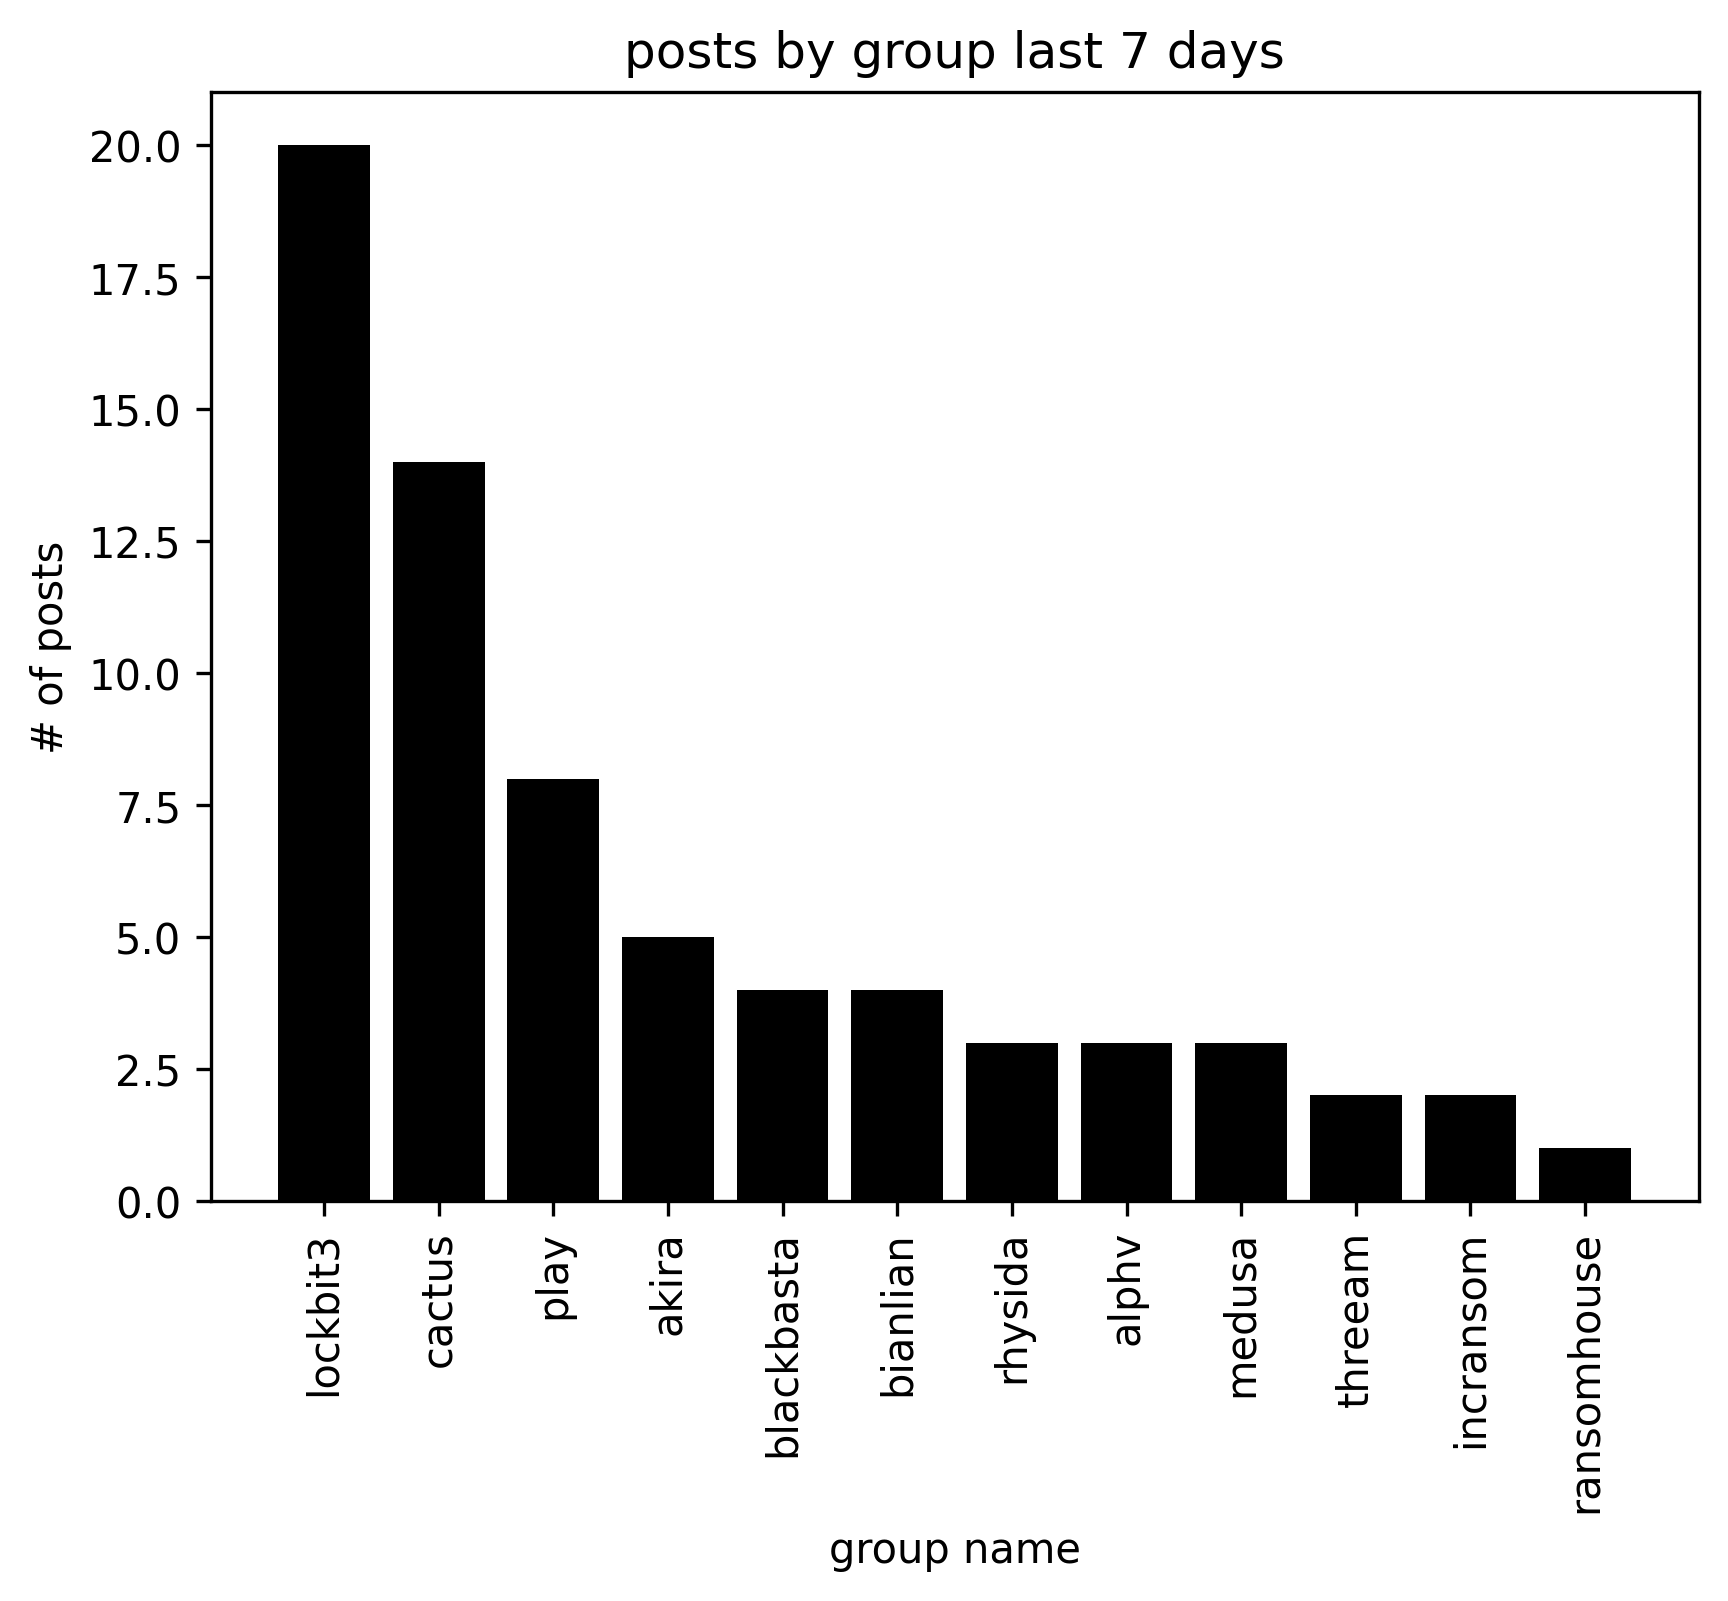 posts by group last 7 days
# of posts
20.0
17.5
15.0
12.5
10.0
7.5
5.0
2.5
0.0
lockbit3
cactus
play
akira
blackbasta
bianlian
rhysida
alphv
medusa
threeam
incransom
ransomhouse
group name